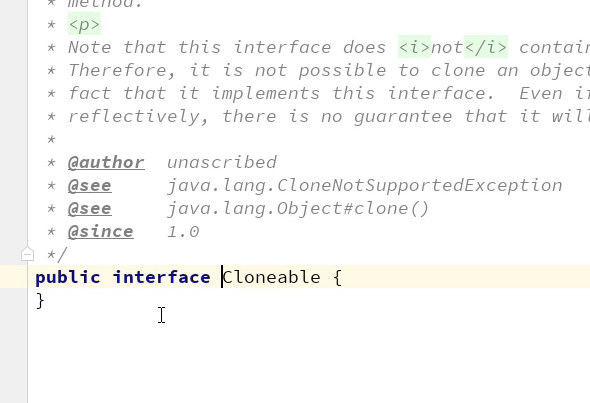 * method.
* <p>
* Note that this interface does <i>not</i> contain
* Therefore, it is not possible to clone an object
* fact that it implements this interface.  Even if
* reflectively, there is no guarantee that it will
*
* @author  unascribed
* @see     java.lang.CloneNotSupportedException
* @see     java.lang.Object#clone()
* @since   1.0
*/
public interface Cloneable {
}